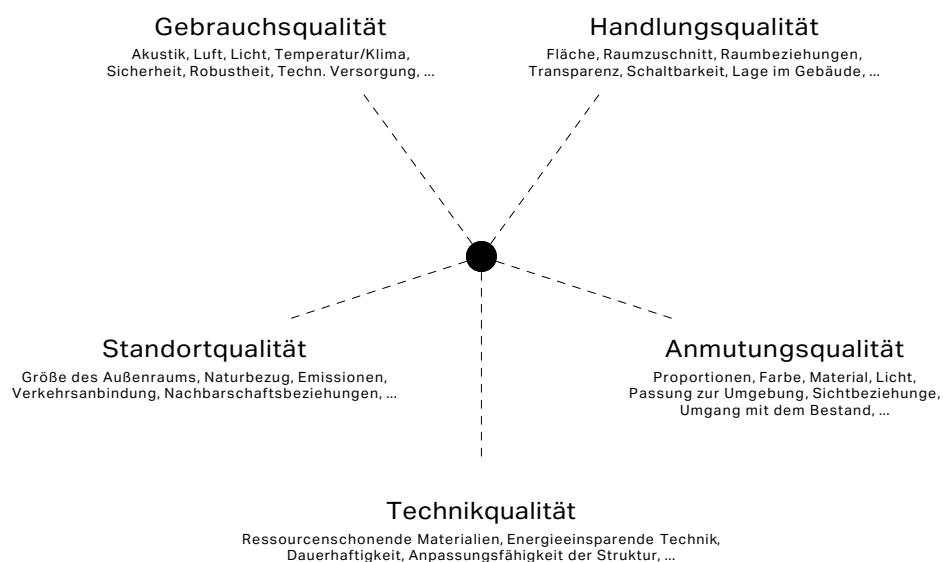 Gebrauchsqualität
Akustik, Luft, Licht, Temperatur/Klima,
Sicherheit, Robustheit, Techn. Versorgung, ...
Handlungsqualität
Fläche, Raumzuschnitt, Raumbeziehungen,
Transparenz, Schaltbarkeit, Lage im Gebäude, ...
Standortqualität
Größe des Außenraums, Naturbezug, Emissionen,
Verkehrsanbindung, Nachbarschaftsbeziehungen, ...
Anmutungsqualität
Proportionen, Farbe, Material, Licht,
Passung zur Umgebung, Sichtbeziehunge,
Umgang mit dem Bestand, ...
Technikqualität
Ressourcenschonende Materialien, Energieeinsparende Technik,
Dauerhaftigkeit, Anpassungsfähigkeit der Struktur, ...